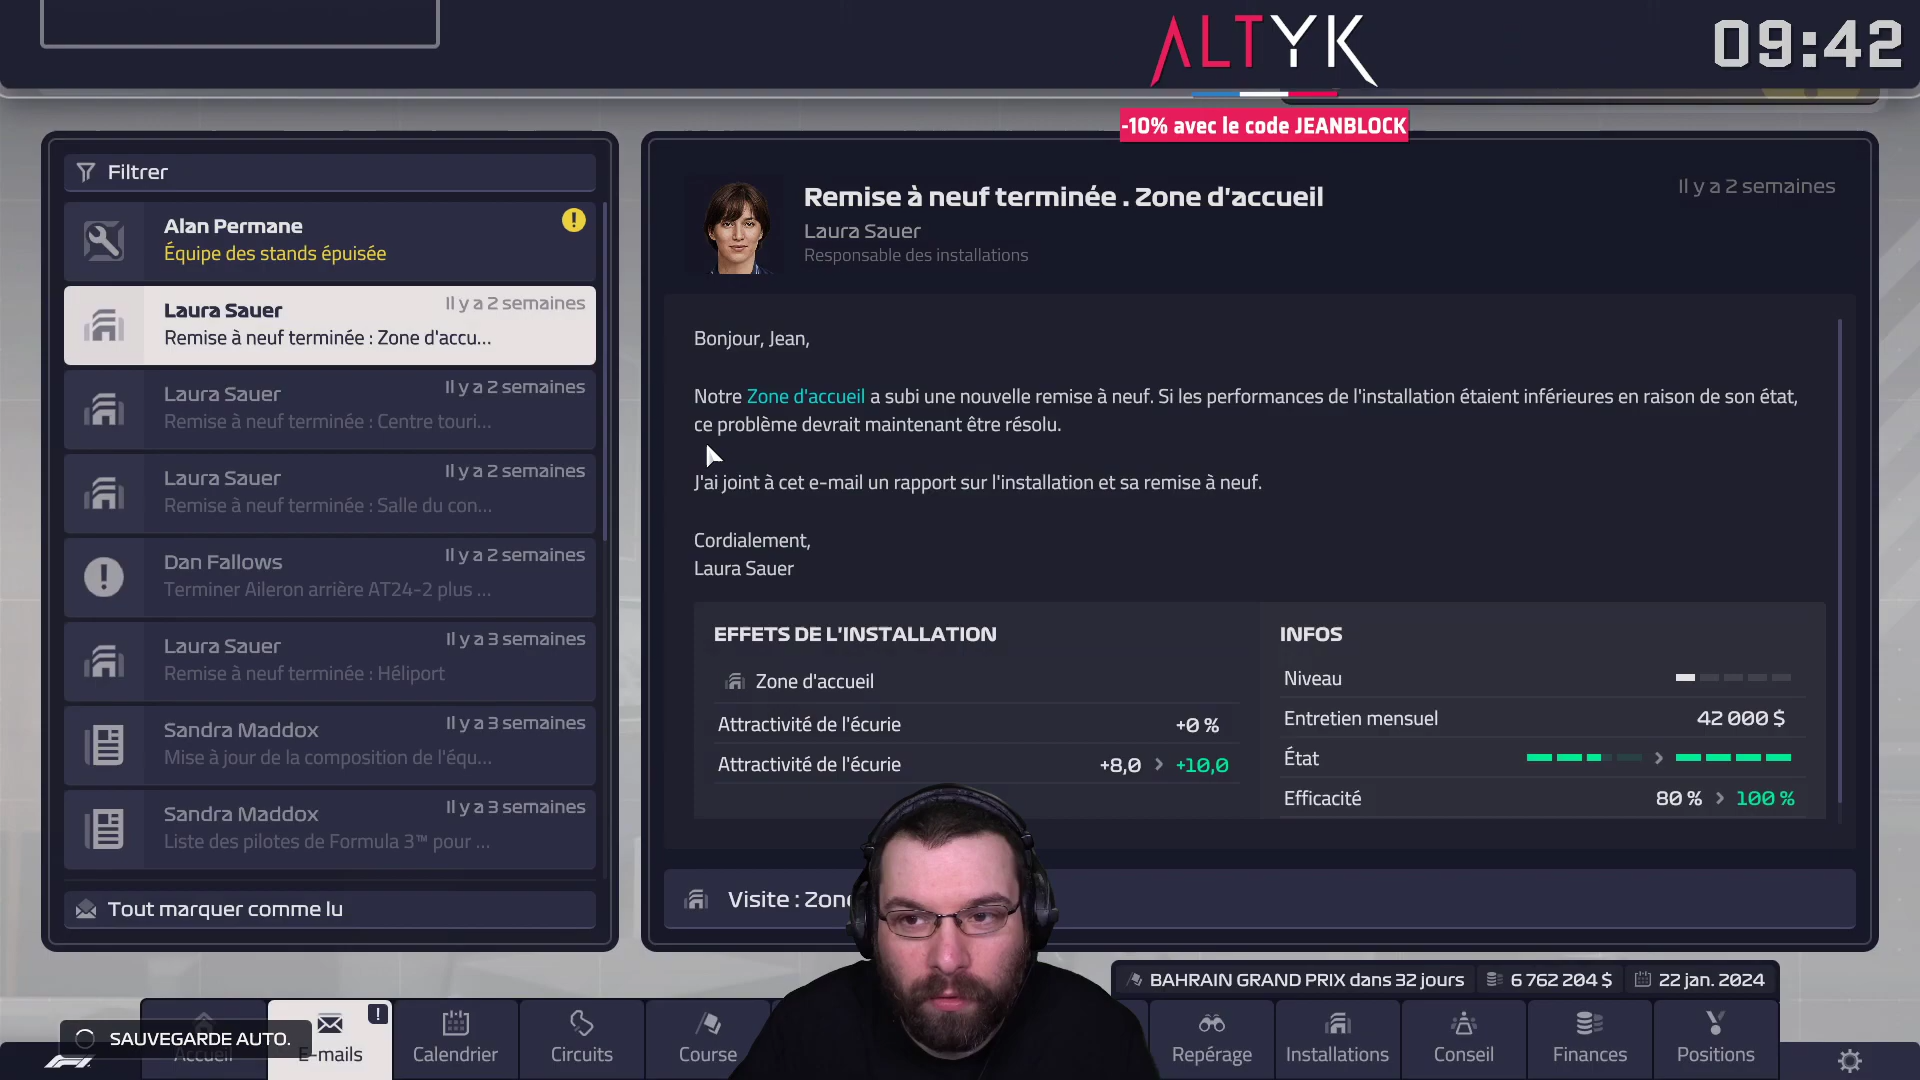 ALTYK
09:42
-10% avec le code JEANBLOCK
Filtrer
Alan Permane
Équipe des stands épuisée
Laura Sauer
Il y a 2 semaines
Remise à neuf terminée : Zone d'accu...
Laura Sauer
Il y a 2 semaines
Remise à neuf terminée : Centre touri...
Laura Sauer
Il y a 2 semaines
Remise à neuf terminée : Salle du con...
Dan Fallows
Il y a 2 semaines
Terminer Aileron arrière AT24-2 plus ...
Laura Sauer
Il y a 3 semaines
Remise à neuf terminée : Héliport
Sandra Maddox
Il y a 3 semaines
Mise à jour de la composition de l'équ...
Sandra Maddox
Il y a 3 semaines
Liste des pilotes de Formula 3™ pour ...
Tout marquer comme lu
Remise à neuf terminée . Zone d'accueil
Il y a 2 semaines
Laura Sauer
Responsable des installations
Bonjour, Jean,
Notre Zone d'accueil a subi une nouvelle remise à neuf. Si les performances de l'installation étaient inférieures en raison de son état,
ce problème devrait maintenant être résolu.
J'ai joint à cet e-mail un rapport sur l'installation et sa remise à neuf.
Cordialement,
Laura Sauer
EFFETS DE L'INSTALLATION
Zone d'accueil
Attractivité de l'écurie +0 %
Attractivité de l'écurie +8,0 > +10,0
INFOS
Niveau
Entretien mensuel 42 000 $
État >
Efficacité 80 % > 100 %
Visite : Zon
BAHRAIN GRAND PRIX dans 32 jours
6 762 204 $
22 jan. 2024
SAUVEGARDE AUTO.
Accueil
E-mails
Calendrier
Circuits
Course
Repérage
Installations
Conseil
Finances
Positions